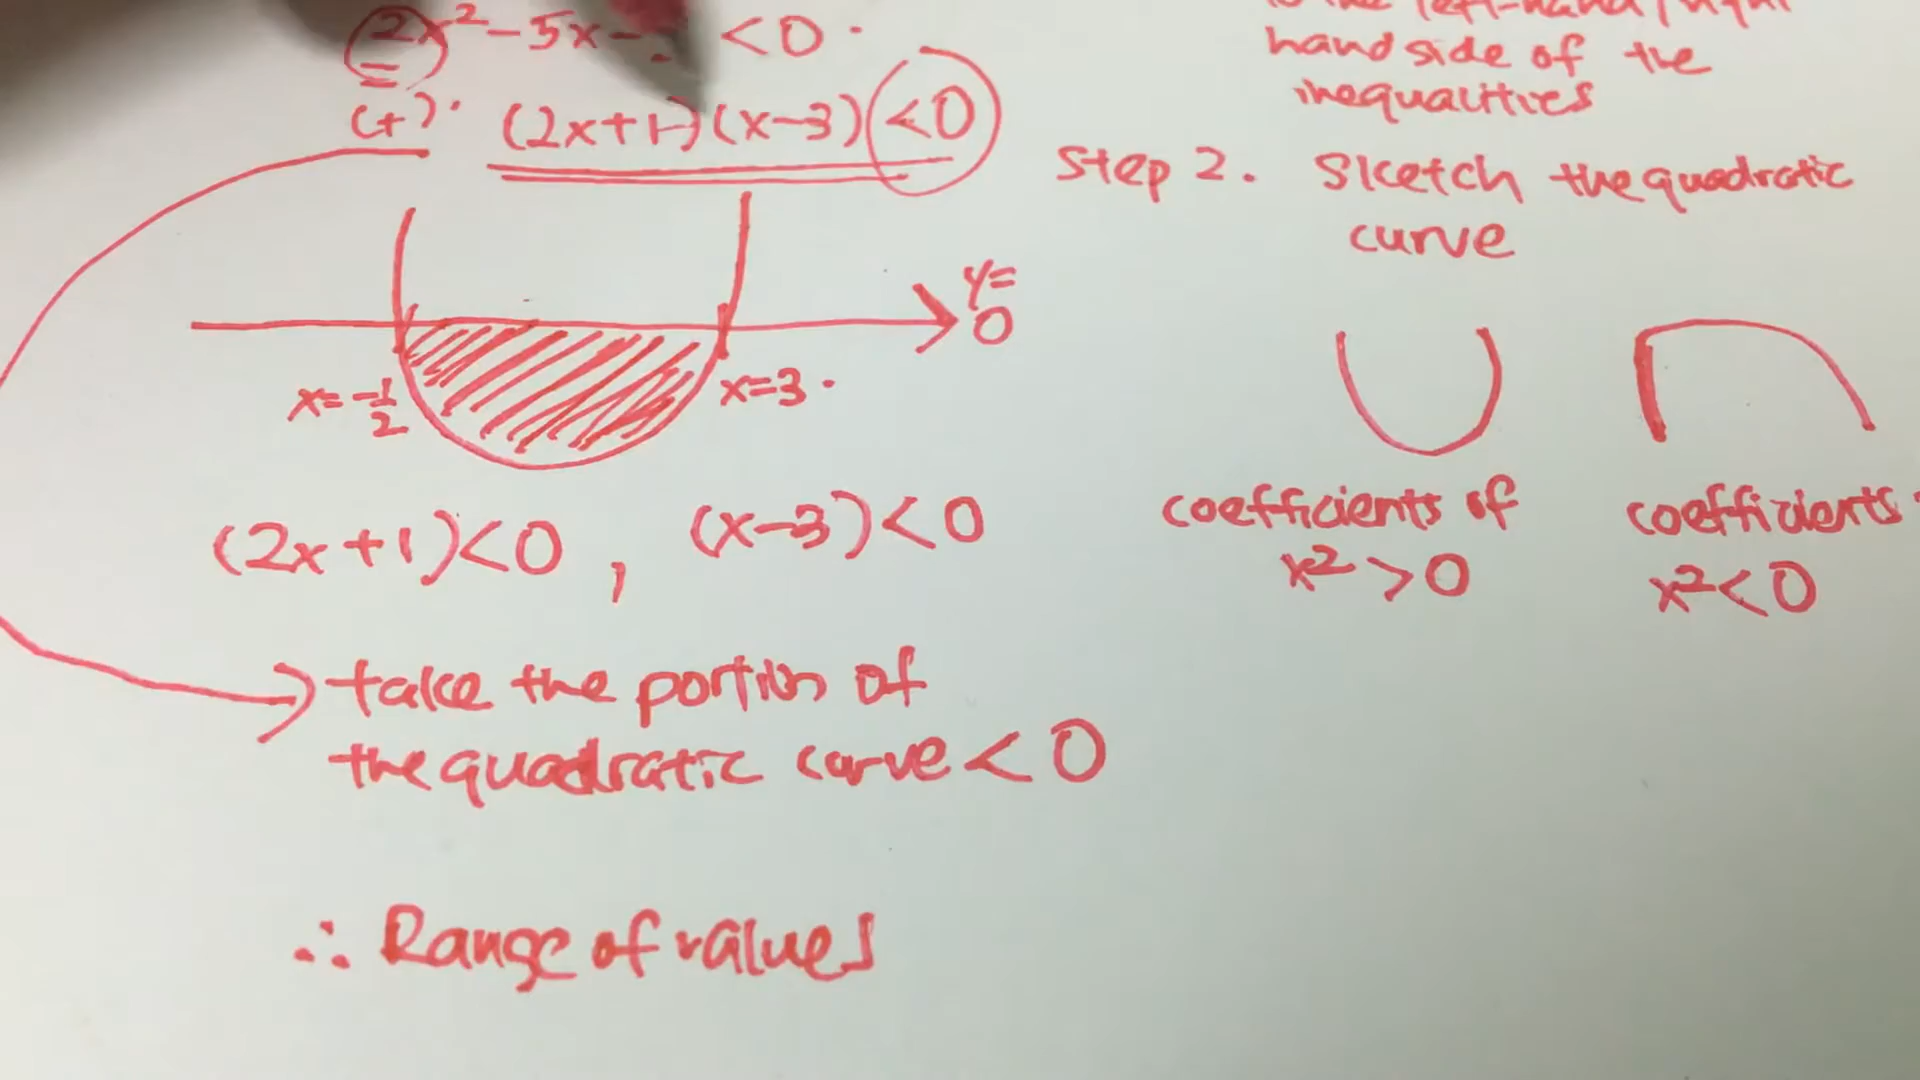 2x² - 5x - < 0
(+)
(2x+1)(x-3) < 0
y=
0
x= -1/2
x=3
(2x+1)<0 , (x-3)<0
take the portion of
the quadratic curve < 0
∴ Range of values
hand side of the
inequalities
Step 2. Sketch the quadratic
curve
coefficients of
x² > 0
coefficients
x² < 0